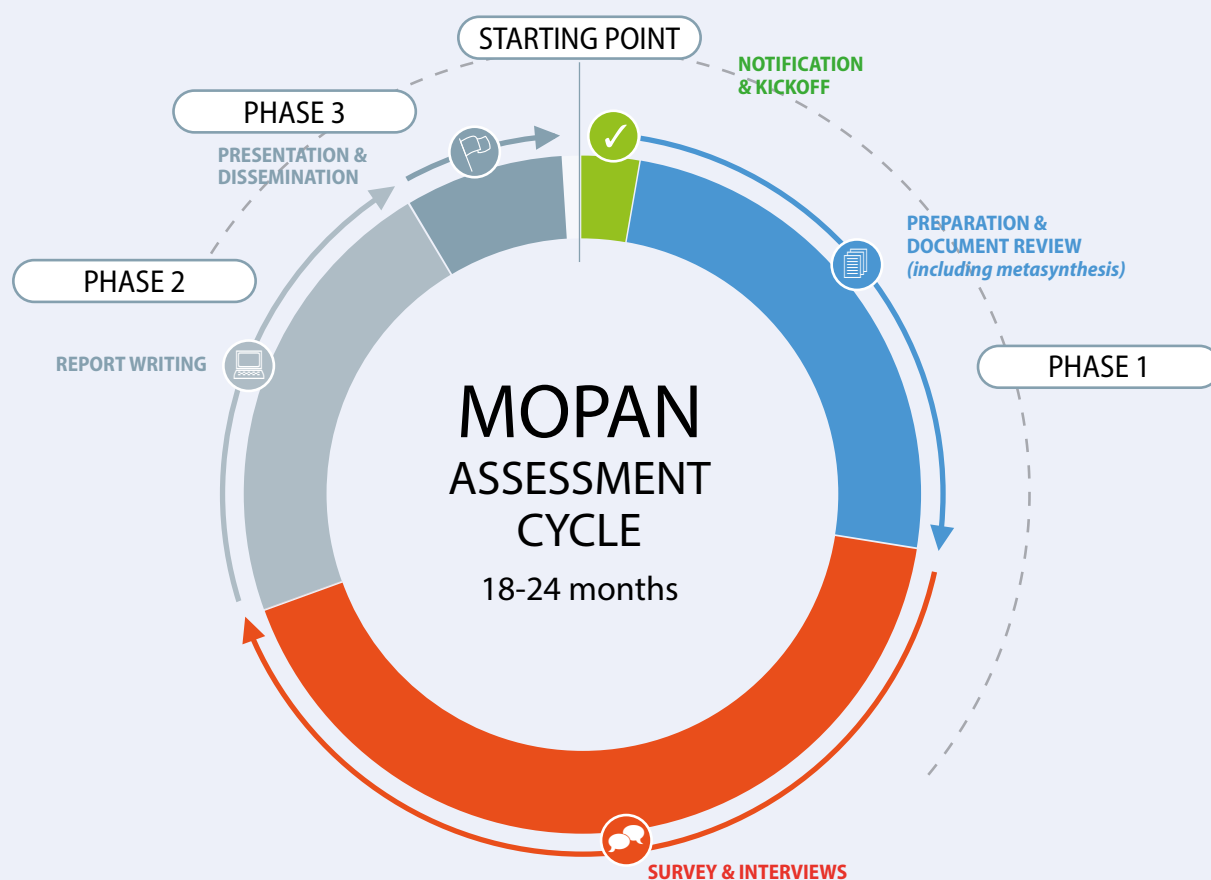 STARTING POINT
NOTIFICATION
& KICKOFF
PHASE 3
PRESENTATION &
DISSEMINATION
PREPARATION &
DOCUMENT REVIEW
(including metasynthesis)
PHASE 2
REPORT WRITING
PHASE 1
MOPAN
ASSESSMENT
CYCLE
18-24 months
SURVEY & INTERVIEWS